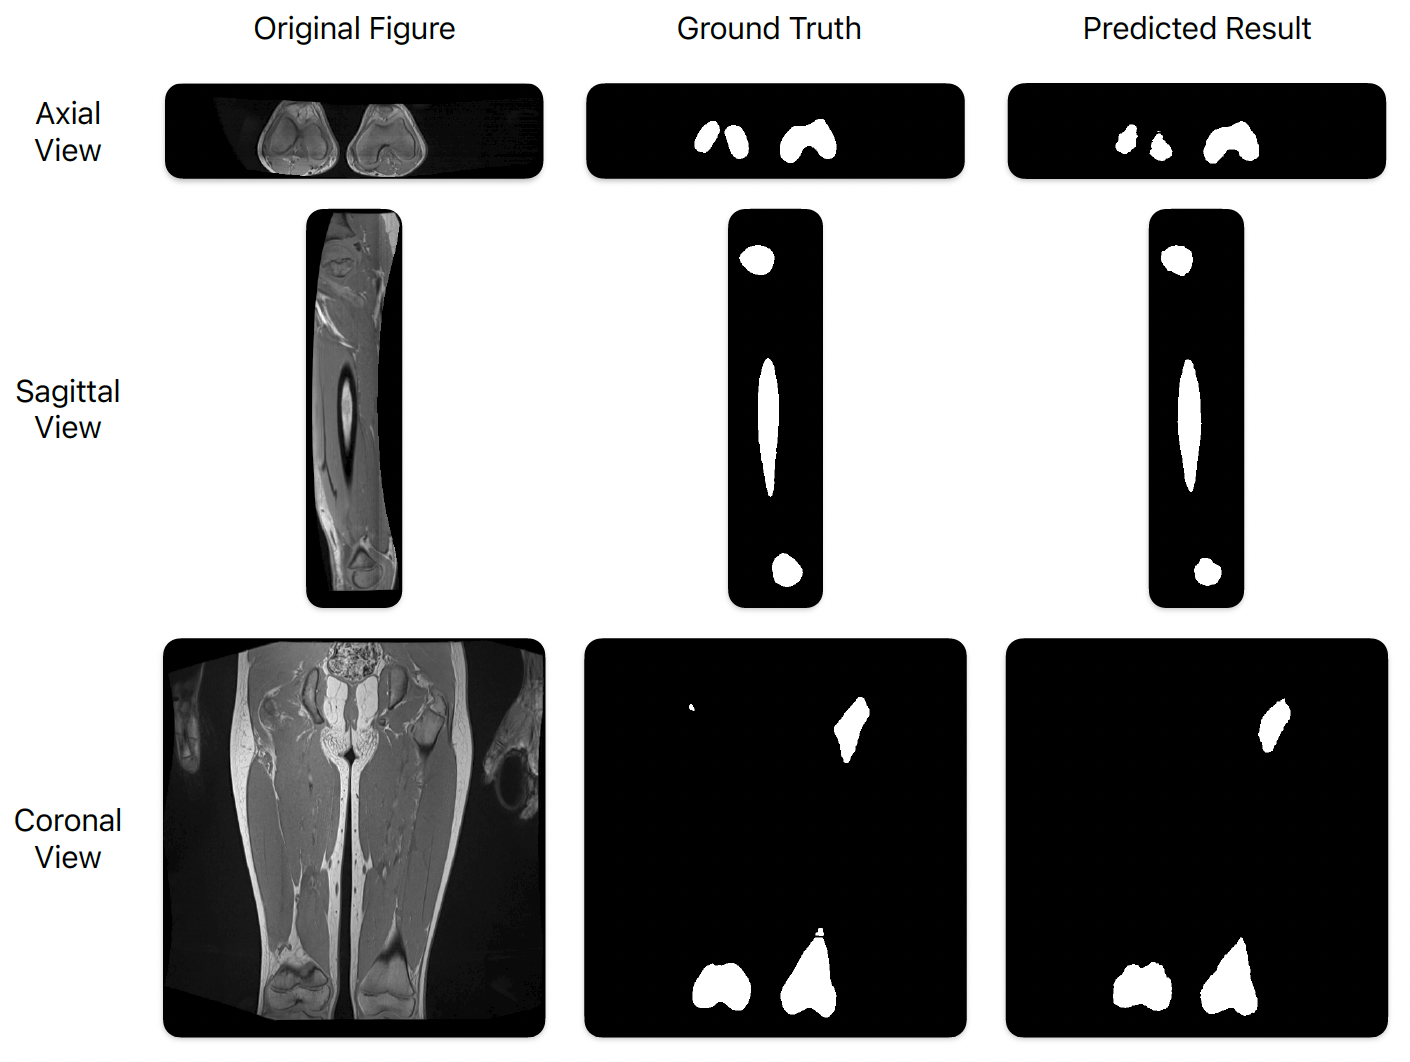 Original Figure
Ground Truth
Predicted Result
Axial
View
Sagittal
View
Coronal
View